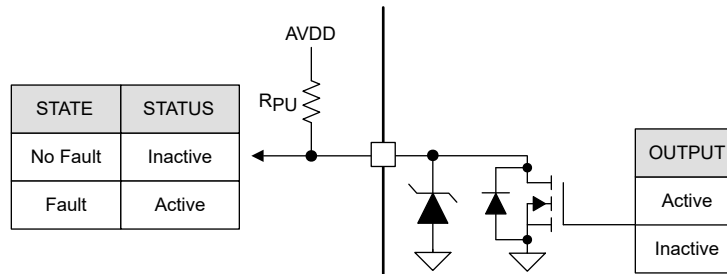 AVDD
RPU
STATE STATUS
No Fault Inactive
Fault Active
OUTPUT
Active
Inactive